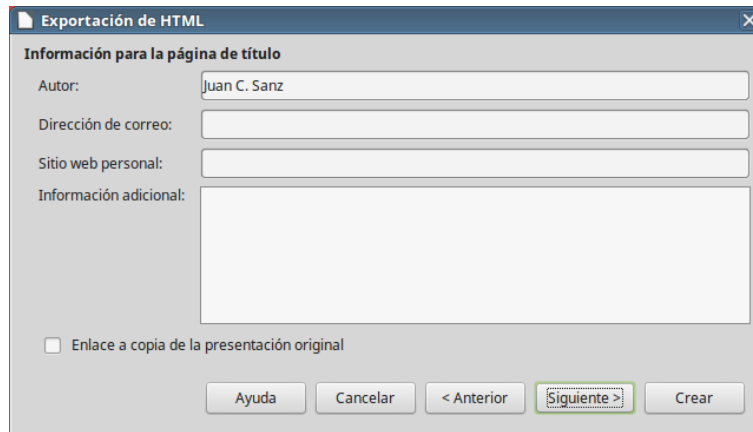 Exportación de HTML
Información para la página de título
Autor: Juan C. Sanz
Dirección de correo:
Sitio web personal:
Información adicional:
Enlace a copia de la presentación original
Ayuda Cancelar < Anterior Siguiente > Crear